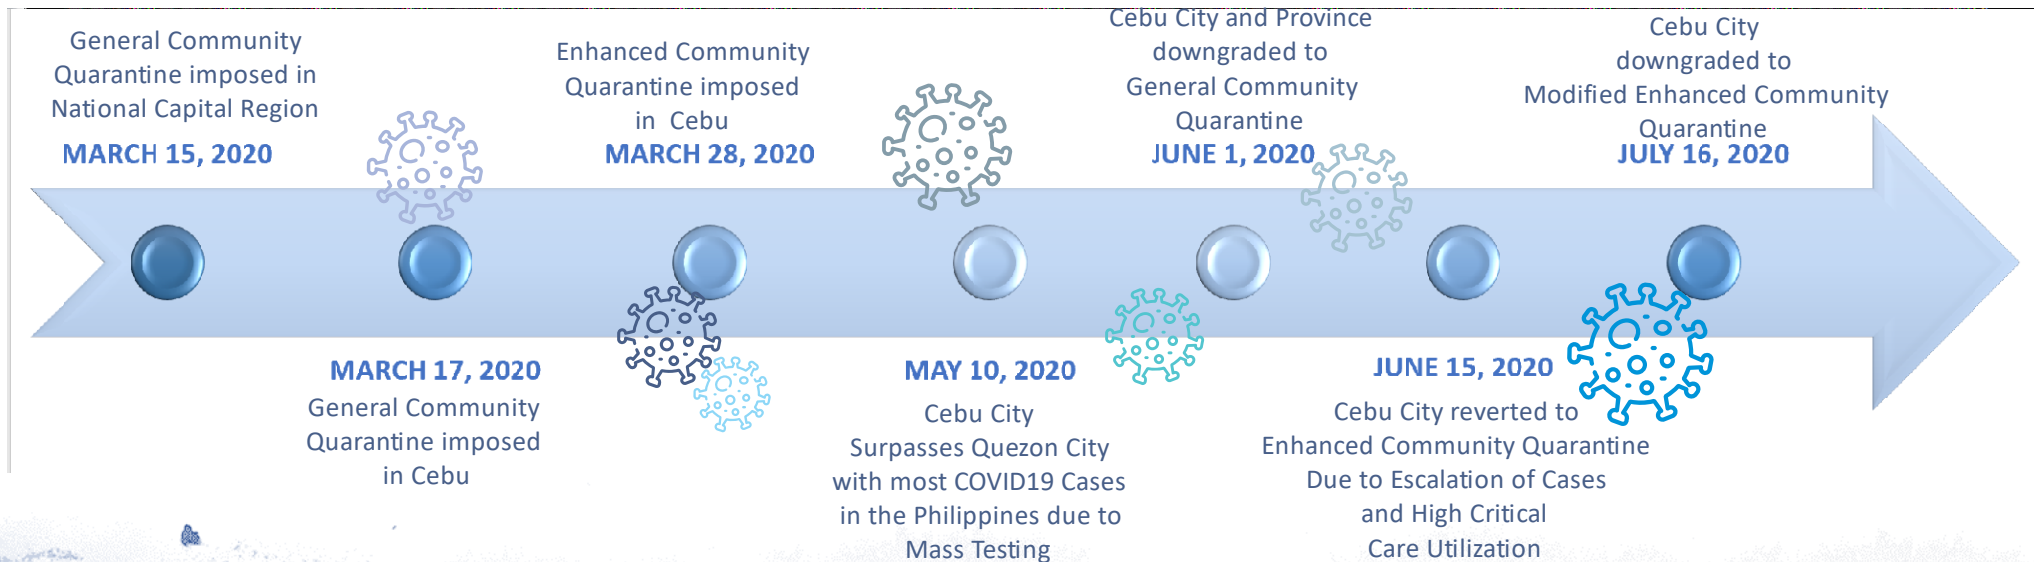 General Community
Quarantine imposed in
National Capital Region
MARCH 15, 2020
MARCH 17, 2020
General Community
Quarantine imposed
in Cebu
Enhanced Community
Quarantine imposed
in Cebu
MARCH 28, 2020
MAY 10, 2020
Cebu City
Surpasses Quezon City
with most COVID19 Cases
in the Philippines due to
Mass Testing
Cebu City and Province
downgraded to
General Community
Quarantine
JUNE 1, 2020
JUNE 15, 2020
Cebu City reverted to
Enhanced Community Quarantine
Due to Escalation of Cases
and High Critical
Care Utilization
Cebu City
downgraded to
Modified Enhanced Community
Quarantine
JULY 16, 2020